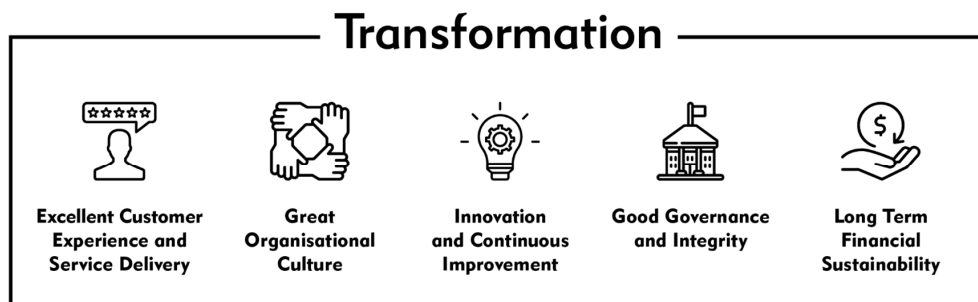 Transformation
Excellent Customer
Experience and
Service Delivery
Great
Organisational
Culture
Innovation
and Continuous
Improvement
Good Governance
and Integrity
Long Term
Financial
Sustainability